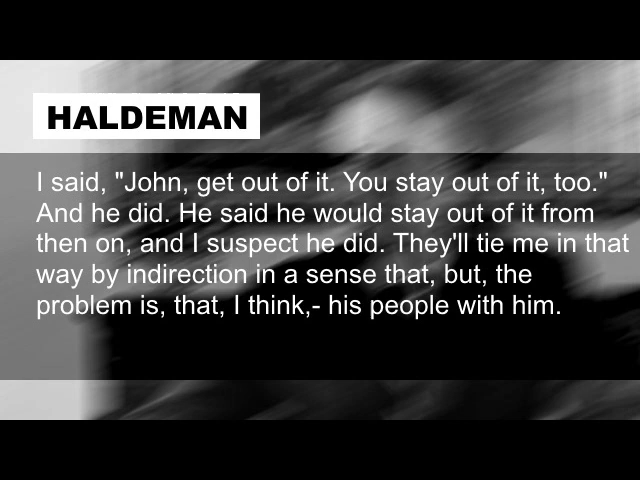 HALDEMAN
I said, "John, get out of it. You stay out of it, too."
And he did. He said he would stay out of it from
then on, and I suspect he did. They'll tie me in that
way by indirection in a sense that, but, the
problem is, that, I think,- his people with him.